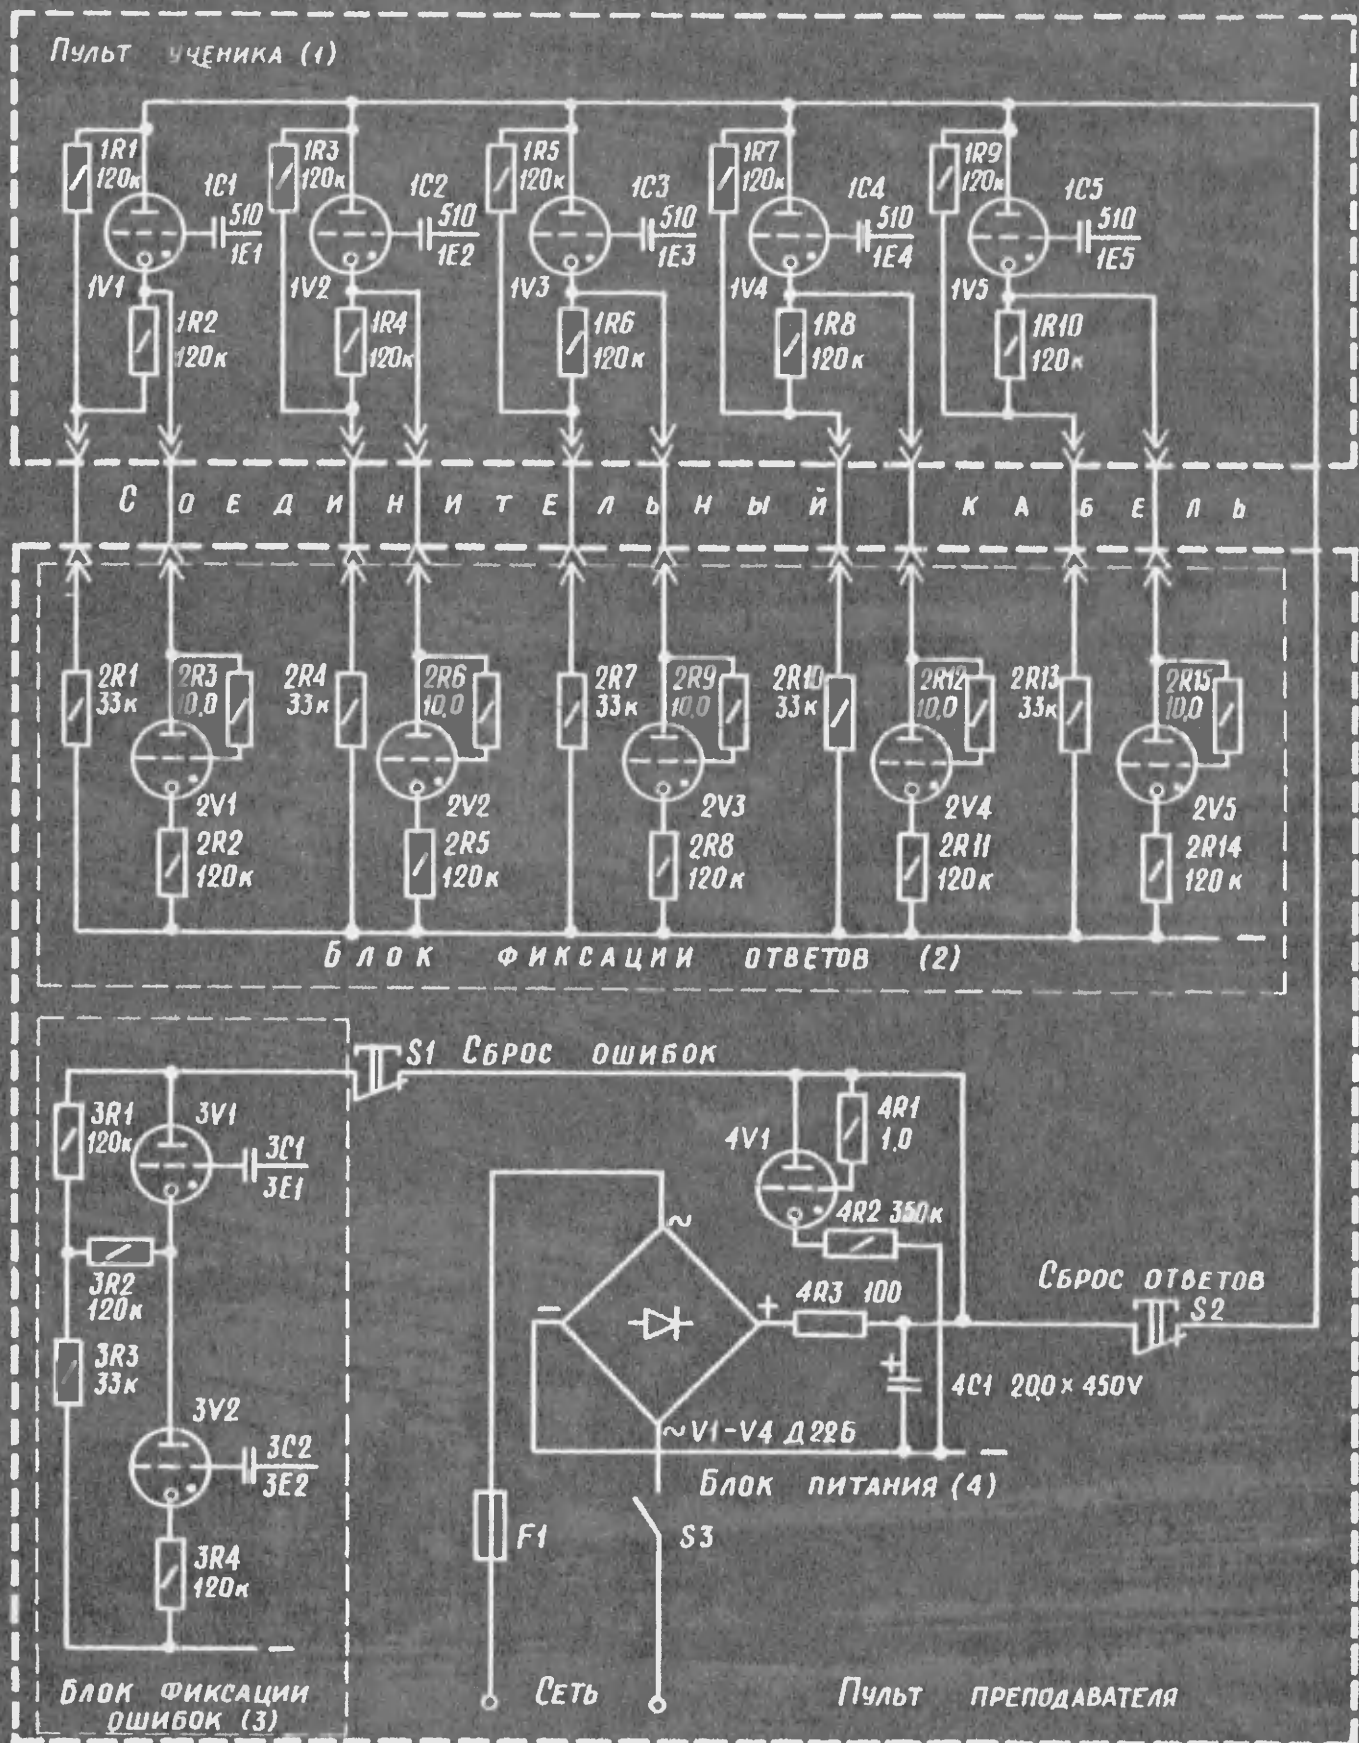 Пульт ученика (1)
1R1 120к
1C1 510
1E1
1V1
1R2 120к
1R3 120к
1C2 510
1E2
1V2
1R4 120к
1R5 120к
1C3 510
1E3
1V3
1R6 120к
1R7 120к
1C4 510
1E4
1V4
1R8 120к
1R9 120к
1C5 510
1E5
1V5
1R10 120к
Соединительный кабель
2R1 33к
2R3 10,0
2V1
2R2 120к
2R4 33к
2R6 10,0
2V2
2R5 120к
2R7 33к
2R9 10,0
2V3
2R8 120к
2R10 33к
2R12 10,0
2V4
2R11 120к
2R13 33к
2R15 10,0
2V5
2R14 120к
Блок фиксации ответов (2)
S1 Сброс ошибок
3R1 120к
3V1
3C1
3E1
3R2 120к
3R3 33к
3V2
3C2
3E2
3R4 120к
Блок фиксации
ошибок (3)
4V1
4R1 1,0
4R2 350к
4R3 100
+
−
~
+
4C1 20,0 × 450V
~ V1-V4 Д226Б
Сброс ответов
S2
Блок питания (4)
F1
S3
Сеть
Пульт преподавателя